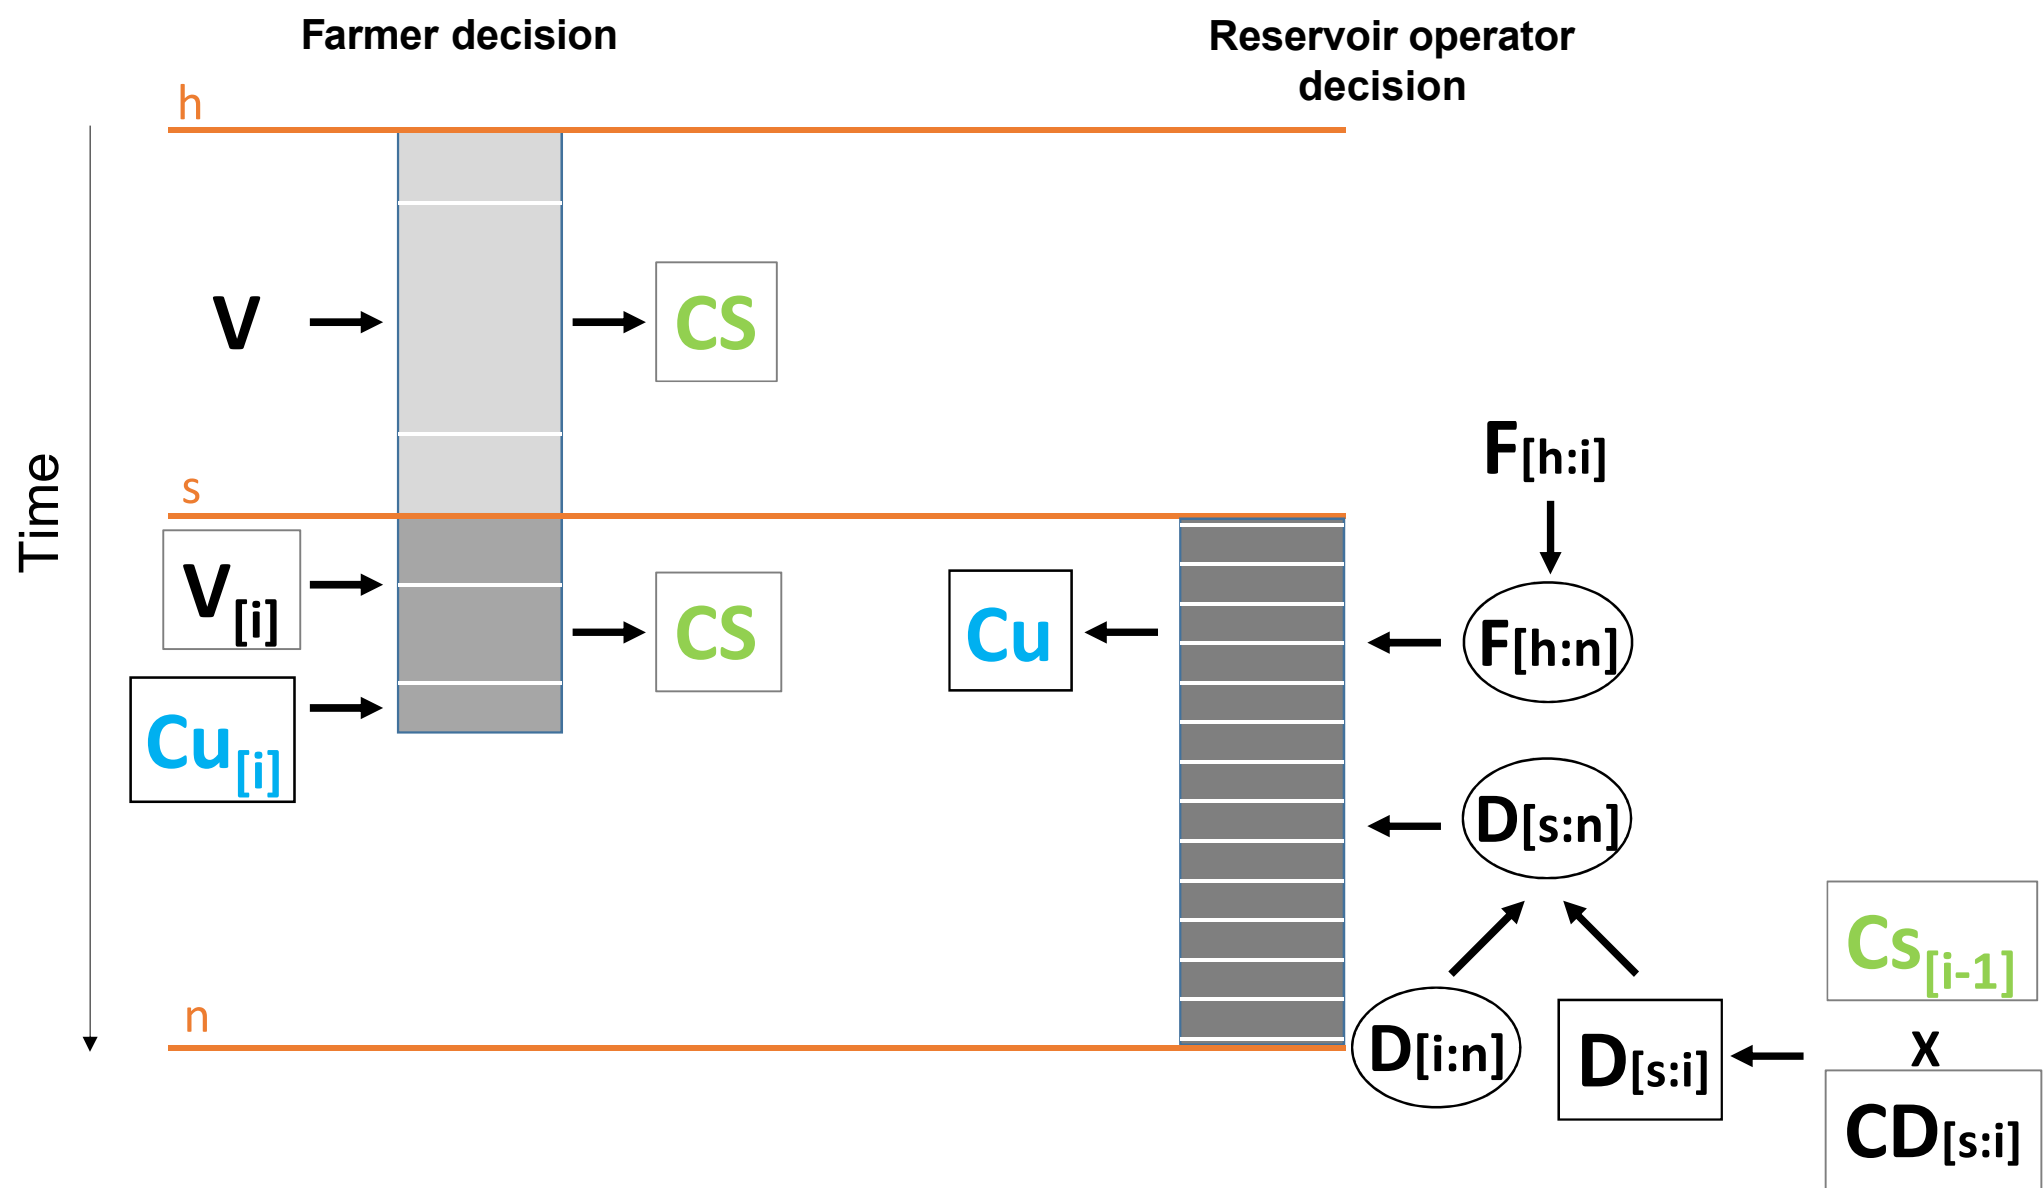 Farmer decision
Reservoir operator
decision
h
V
CS
F[h:i]
Time
s
V[i]
CS
Cu
F[h:n]
Cu[i]
D[s:n]
Cs[i-1]
n
D[i:n]
D[s:i]
x
CD[s:i]